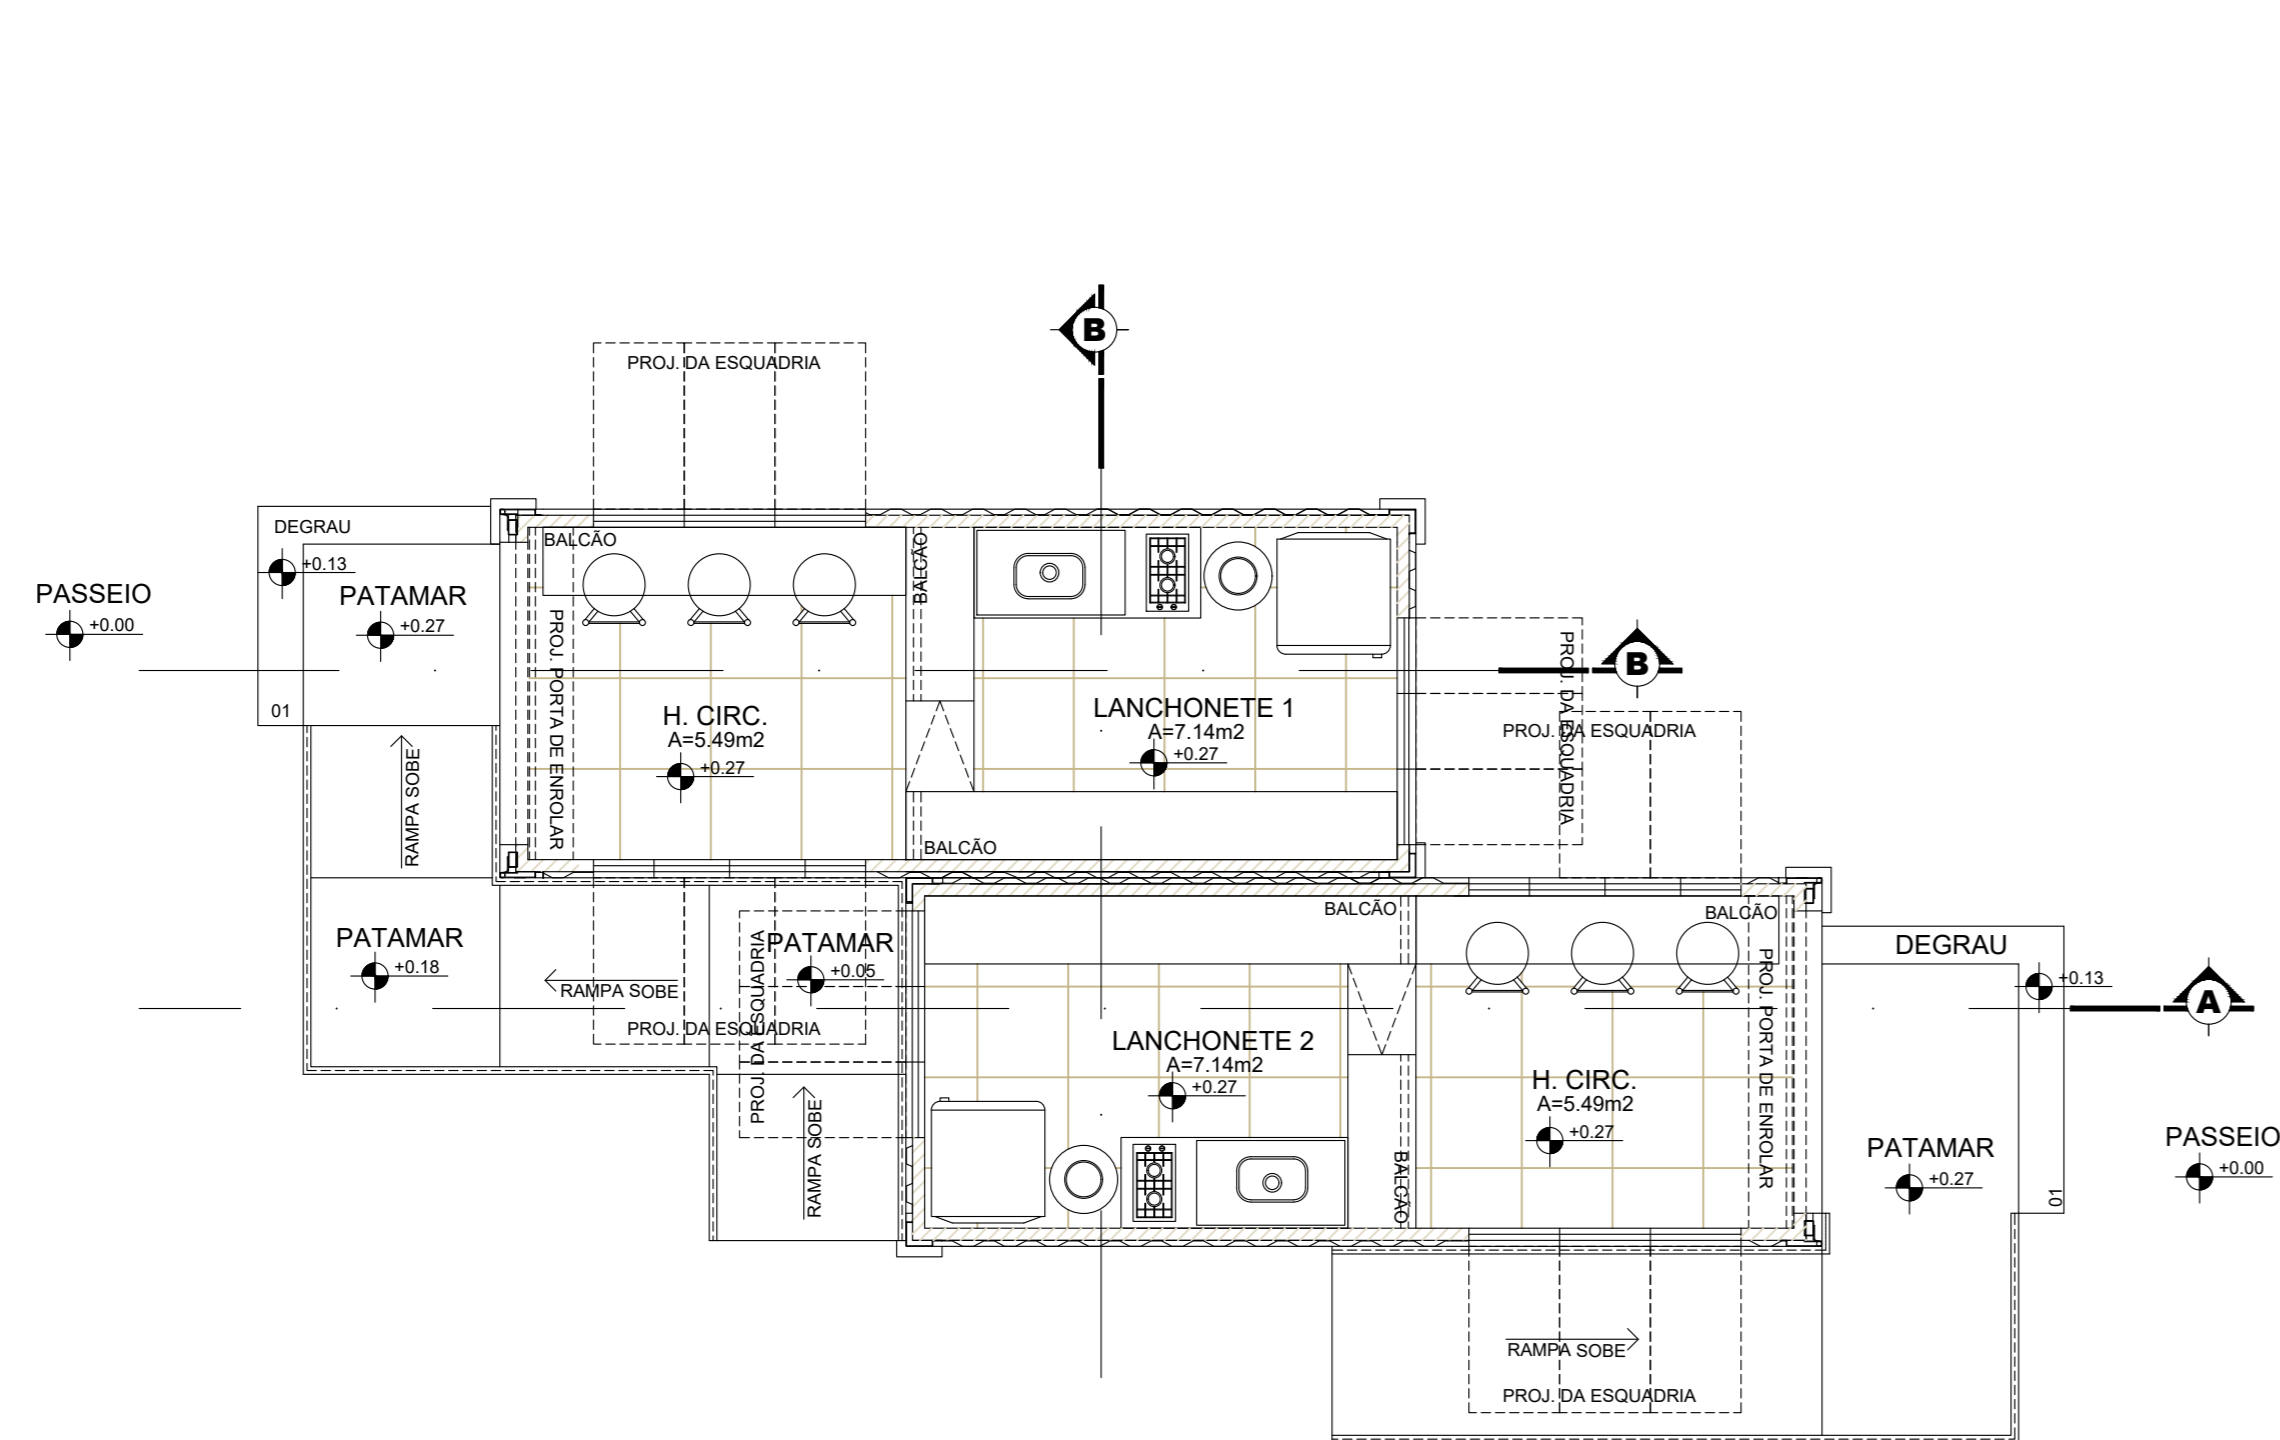 B
PROJ. DA ESQUADRIA
DEGRAU
+0.13
BALCÃO
BALCÃO
PASSEIO
+0.00
PATAMAR
+0.27
PROJ. PORTA DE ENROLAR
B
PROJ. DA ESQUADRIA
01
H. CIRC.
A=5.49m2
+0.27
LANCHONETE 1
A=7.14m2
+0.27
PROJ. DA ESQUADRIA
RAMPA SOBE
BALCÃO
BALCÃO
BALCÃO
PATAMAR
+0.18
PATAMAR
+0.05
RAMPA SOBE
PROJ. DA ESQUADRIA
PROJ. DA ESQUADRIA
DEGRAU
+0.13
A
PROJ. PORTA DE ENROLAR
LANCHONETE 2
A=7.14m2
+0.27
H. CIRC.
A=5.49m2
+0.27
RAMPA SOBE
BALCÃO
PATAMAR
+0.27
PASSEIO
+0.00
01
RAMPA SOBE
PROJ. DA ESQUADRIA